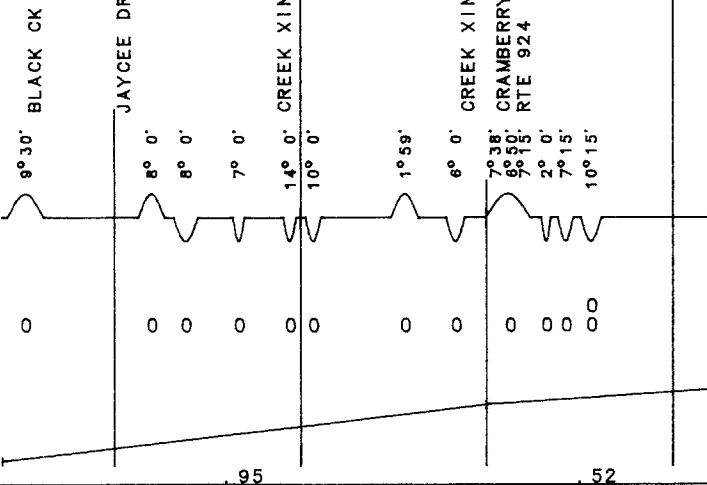 BLACK CK
JAYCEE DR
CREEK XIN
CREEK XIN
CRAMBERRY
RTE 924
9° 30'
8° 0'
8° 0'
7° 0'
14° 0'
10° 0'
1° 59'
6° 0'
7° 38'
6° 50'
7° 15'
2° 0'
7° 15'
10° 15'
0
0 0 0 0 0 0 0 0 0 0 0 0
.95 .52